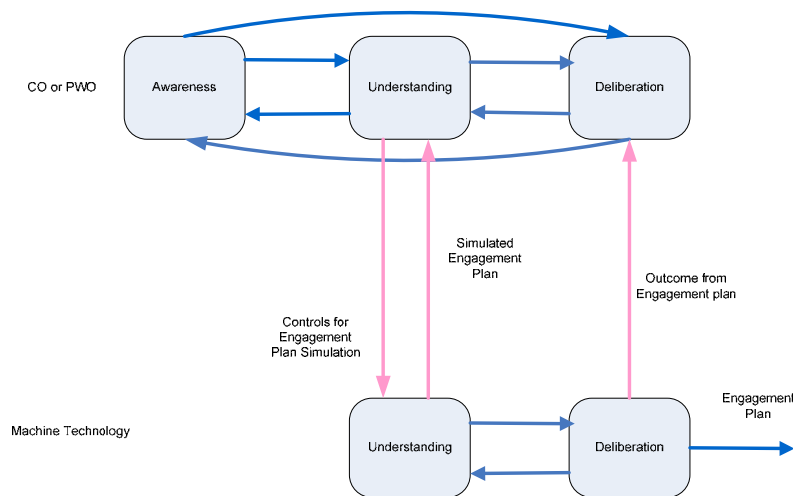 CO or PWO
Awareness
Understanding
Deliberation
Simulated
Engagement
Plan
Outcome from
Engagement plan
Controls for
Engagement
Plan Simulation
Engagement
Plan
Machine Technology
Understanding
Deliberation